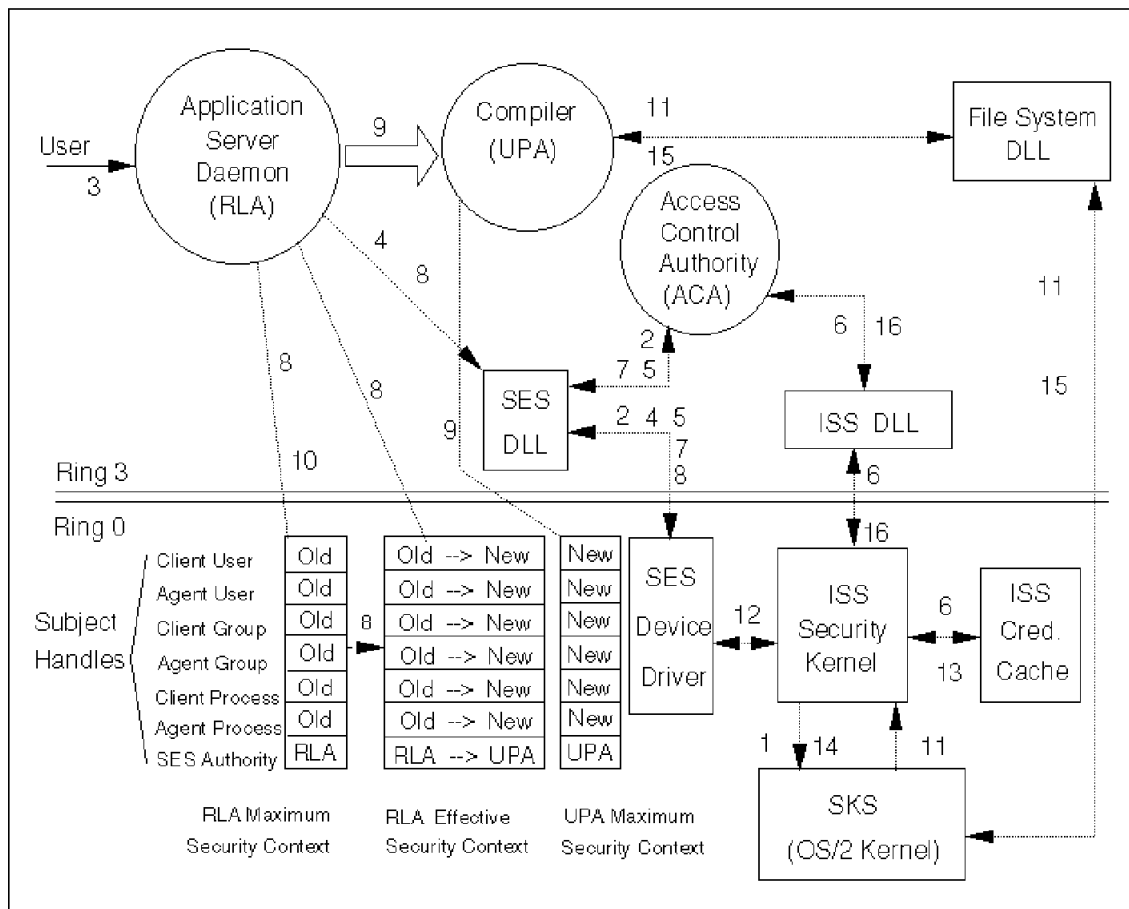 Application
Server
Daemon
(RLA)
User
3
9
Compiler
(UPA)
11
15
File System
DLL
Access
Control
Authority
(ACA)
4
8
8
8
10
9
2
7 5
6 16
11
15
SES
DLL
2 4 5
7
8
ISS DLL
6
16
Ring 3
Ring 0
Subject
Handles
Client User
Agent User
Client Group
Agent Group
Client Process
Agent Process
SES Authority
Old
Old
Old
Old
Old
Old
RLA
8
Old --> New
Old --> New
Old --> New
Old --> New
Old --> New
Old --> New
RLA --> UPA
New
New
New
New
New
New
UPA
RLA Maximum
Security Context
RLA Effective
Security Context
UPA Maximum
Security Context
SES
Device
Driver
12
ISS
Security
Kernel
6
13
ISS
Cred.
Cache
1 14 11
SKS
(OS/2 Kernel)